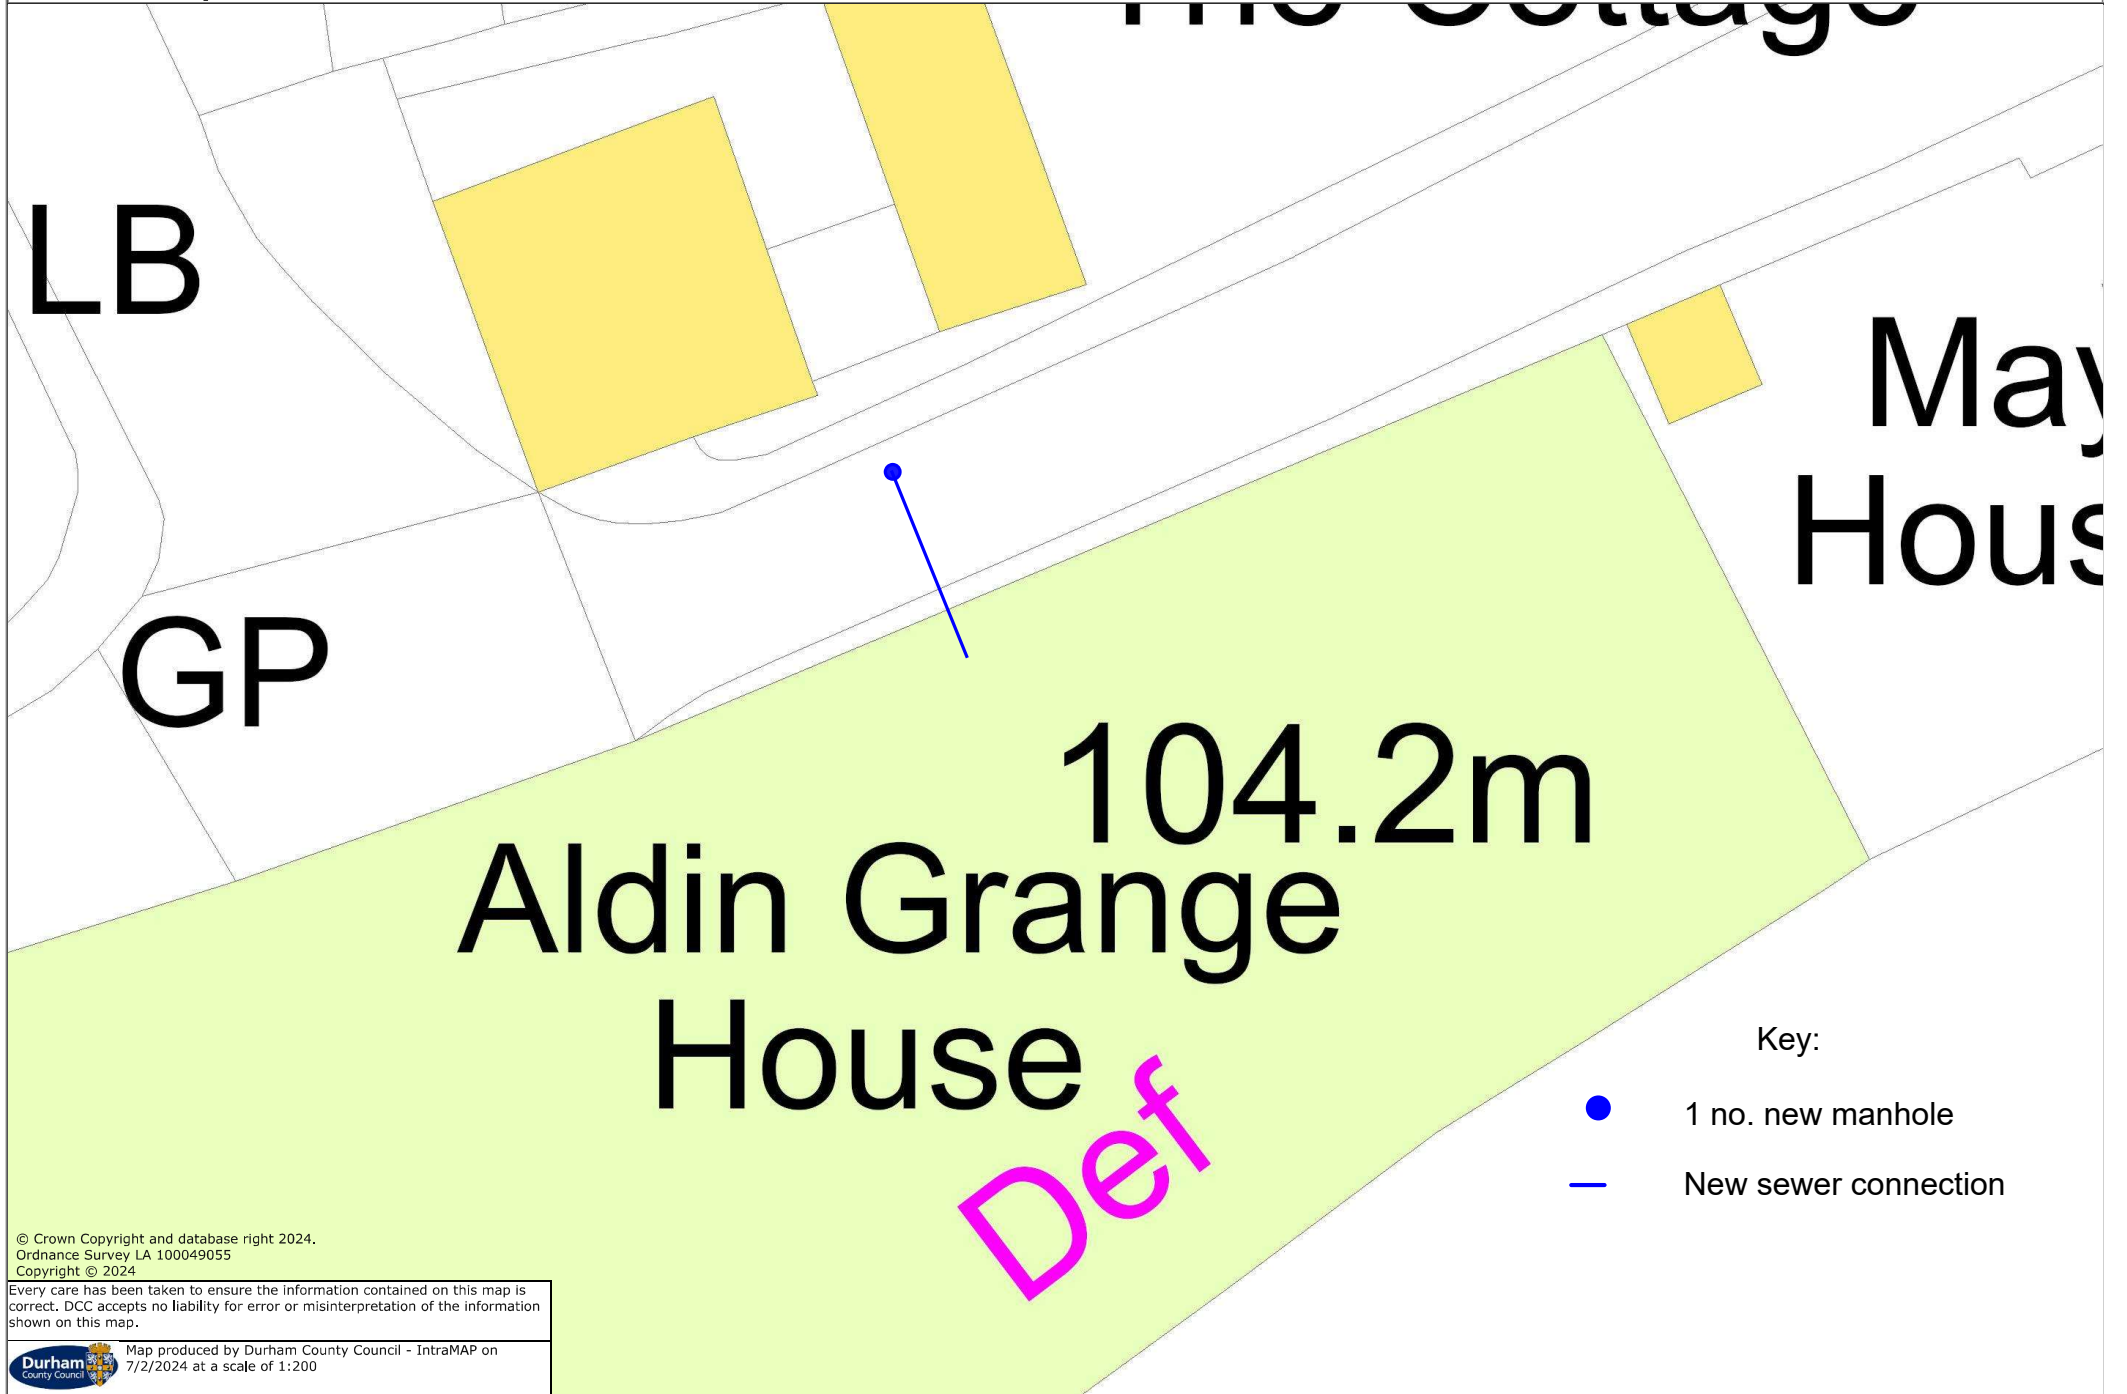 The Cottage
LB
May
Hous
GP
104.2m
Aldin Grange
House
Def
Key:
1 no. new manhole
New sewer connection
© Crown Copyright and database right 2024.
Ordnance Survey LA 100049055
Copyright © 2024
Every care has been taken to ensure the information contained on this map is
correct. DCC accepts no liability for error or misinterpretation of the information
shown on this map.
Durham
County Council
Map produced by Durham County Council - IntraMAP on
7/2/2024 at a scale of 1:200